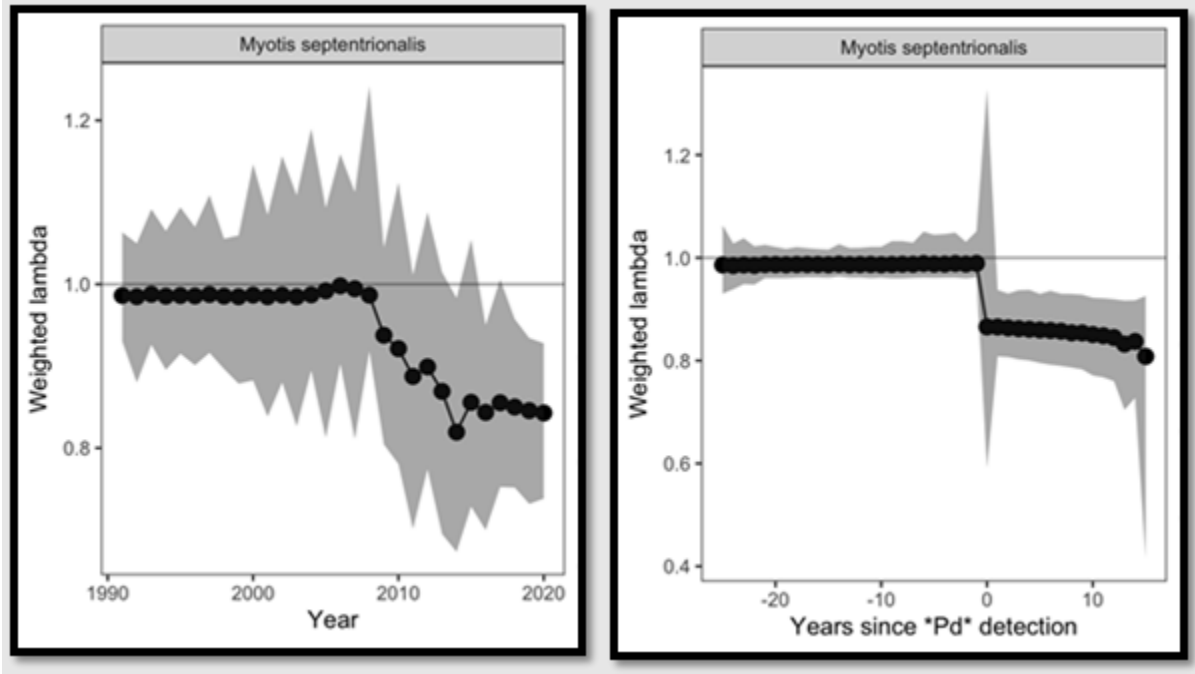 Myotis septentrionalis
Weighted lambda
1.2
1.0
0.8
1990
2000
2010
2020
Year
Myotis septentrionalis
Weighted lambda
1.2
1.0
0.8
0.6
0.4
-20
-10
0
10
Years since *Pd* detection